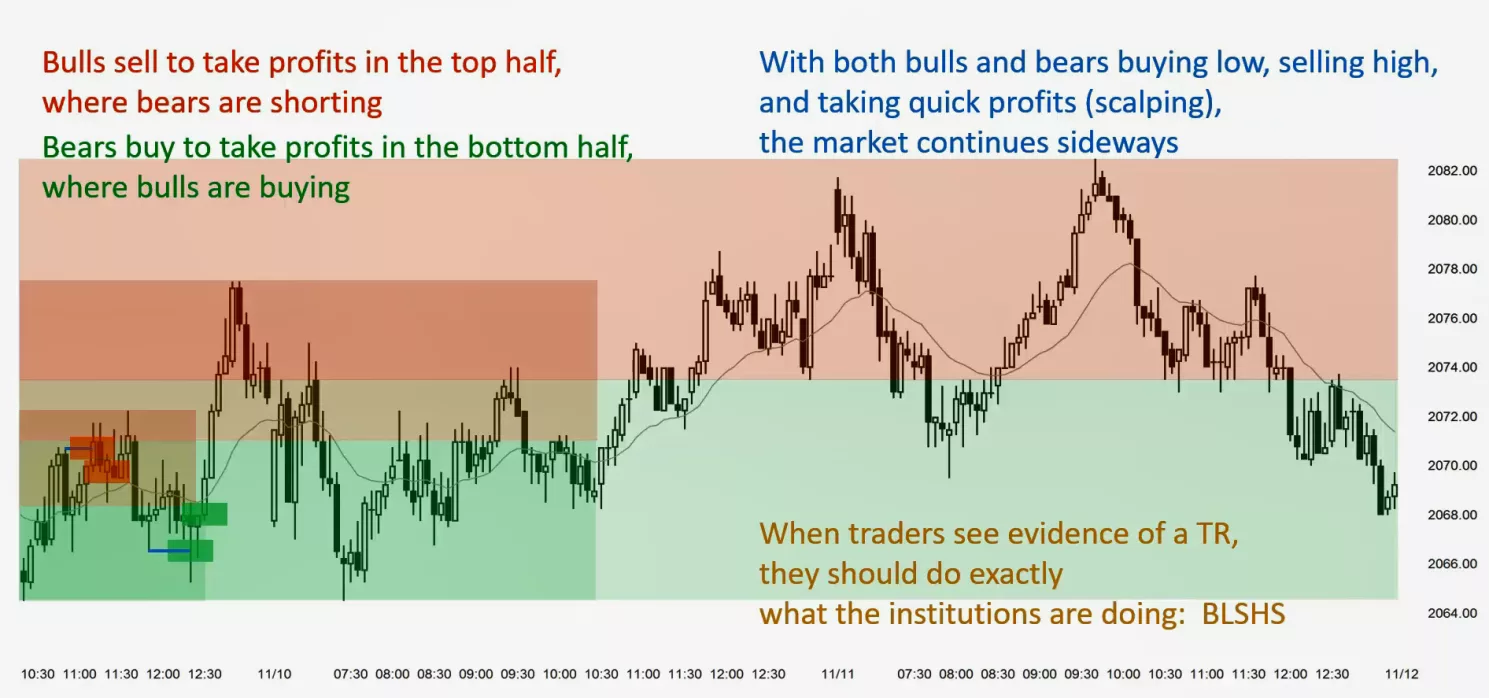 Bulls sell to take profits in the top half,
where bears are shorting
Bears buy to take profits in the bottom half,
where bulls are buying
With both bulls and bears buying low, selling high,
and taking quick profits (scalping),
the market continues sideways
2082.00
2080.00
2078.00
2076.00
2074.00
2072.00
2070.00
2068.00
2066.00
2064.00
When traders see evidence of a TR,
they should do exactly
what the institutions are doing:  BLSHS
10:30 11:00 11:30 12:00 12:30 11/10 07:30 08:00 08:30 09:00 09:30 10:00 10:30 11:00 11:30 12:00 12:30 11/11 07:30 08:00 08:30 09:00 09:30 10:00 10:30 11:00 11:30 12:00 12:30 11/12